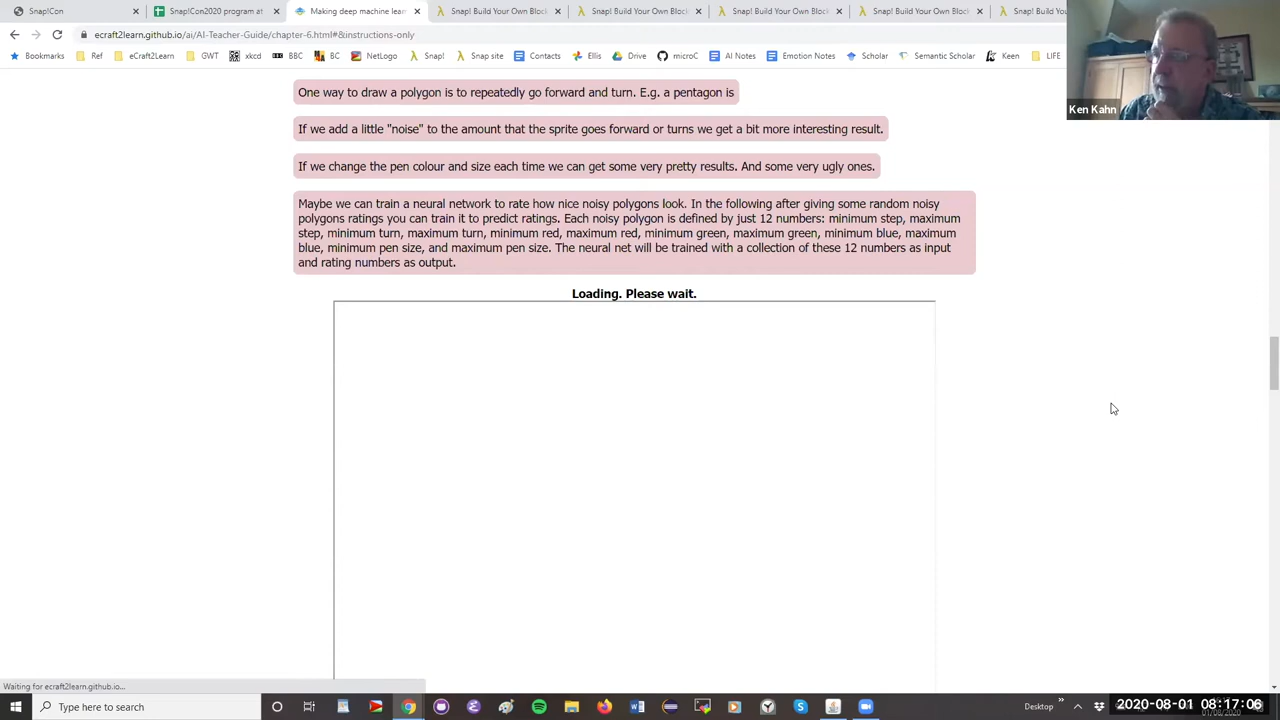 Snap!Con
Snap!Con2020 program at
Making deep machine lear
Snap! Build Your Own Block
Snap! Build Your Own Block
Snap! Build Your Own Block
Snap! Build Your Own Block
Snap! Build You
ecraft2learn.github.io/ai/AI-Teacher-Guide/chapter-6.html#&instructions-only
Bookmarks Ref eCraft2Learn GWT xkcd BBC BC NetLogo Snap! Snap site Contacts Ellis Drive microC AI Notes Emotion Notes Scholar Semantic Scholar Keen LIFE
Ken Kahn
One way to draw a polygon is to repeatedly go forward and turn. E.g. a pentagon is
If we add a little "noise" to the amount that the sprite goes forward or turns we get a bit more interesting result.
If we change the pen colour and size each time we can get some very pretty results. And some very ugly ones.
Maybe we can train a neural network to rate how nice noisy polygons look. In the following after giving some random noisy
polygons ratings you can train it to predict ratings. Each noisy polygon is defined by just 12 numbers: minimum step, maximum
step, minimum turn, maximum turn, minimum red, maximum red, minimum green, maximum green, minimum blue, maximum
blue, minimum pen size, and maximum pen size. The neural net will be trained with a collection of these 12 numbers as input
and rating numbers as output.
Loading. Please wait.
Waiting for ecraft2learn.github.io...
Type here to search
Desktop
2020-08-01 08:17:06